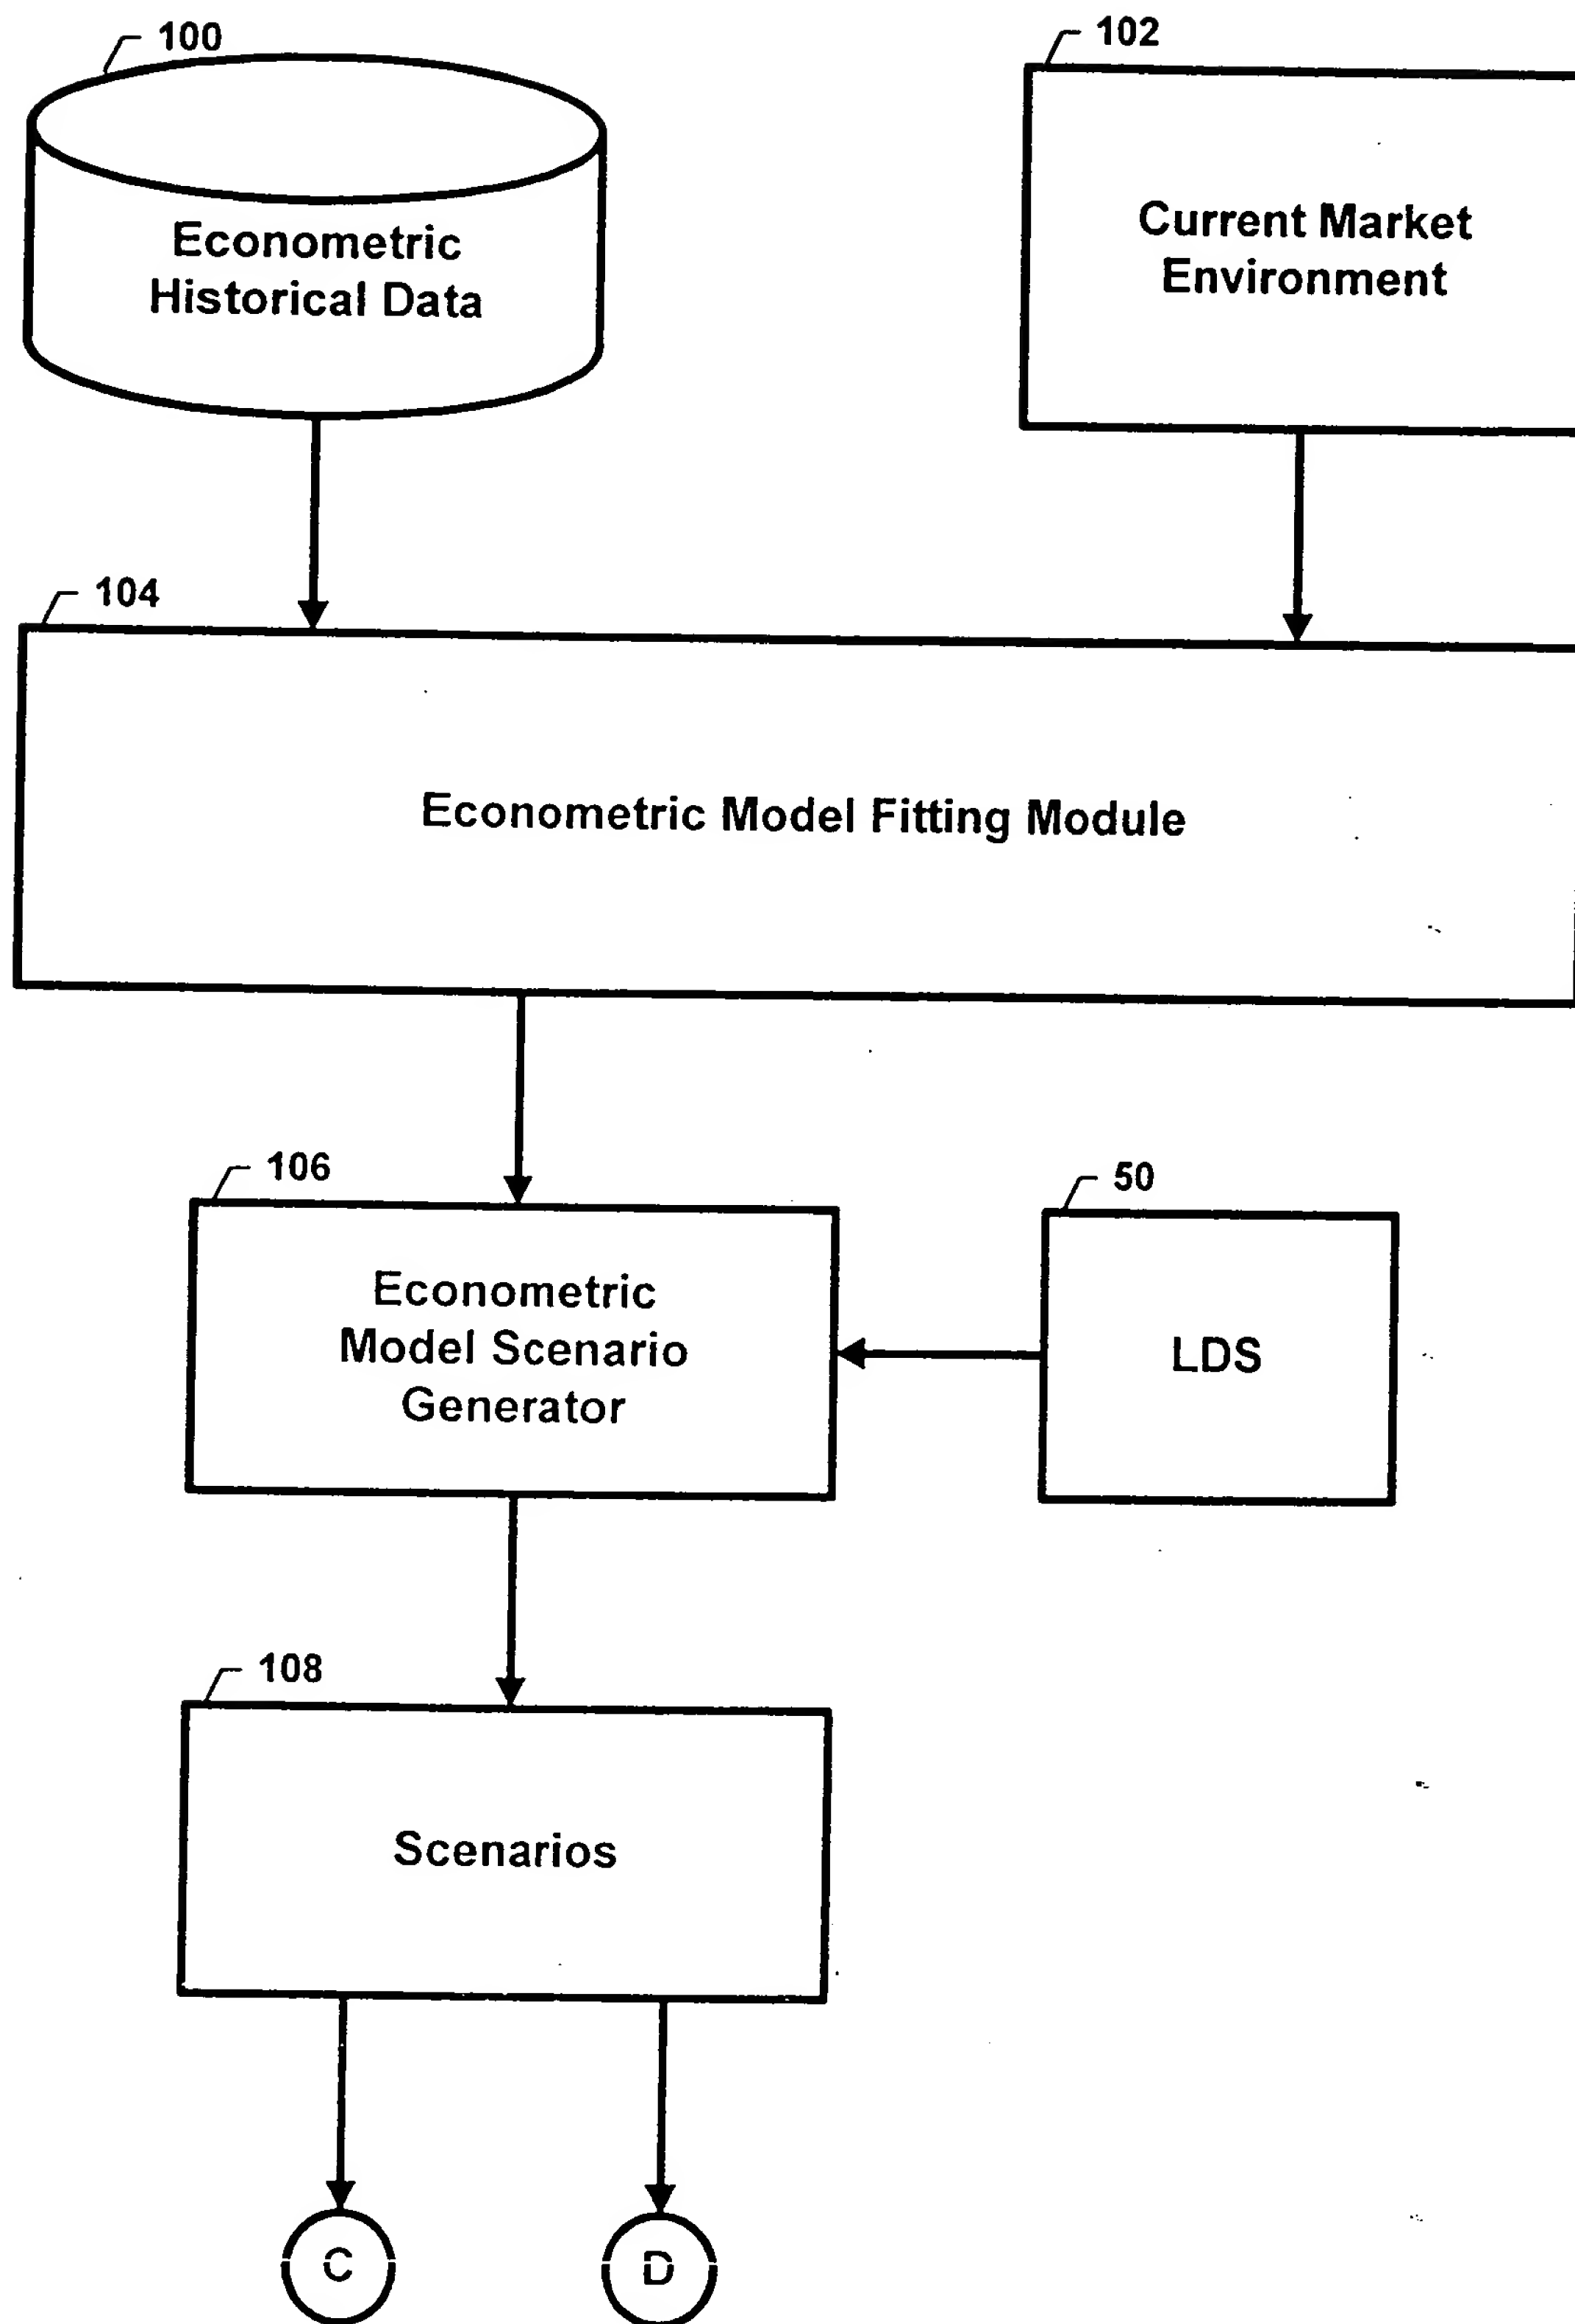 100
102
Econometric
Historical Data
Current Market
Environment
104
Econometric Model Fitting Module
106
50
Econometric
Model Scenario
Generator
LDS
108
Scenarios
C
D